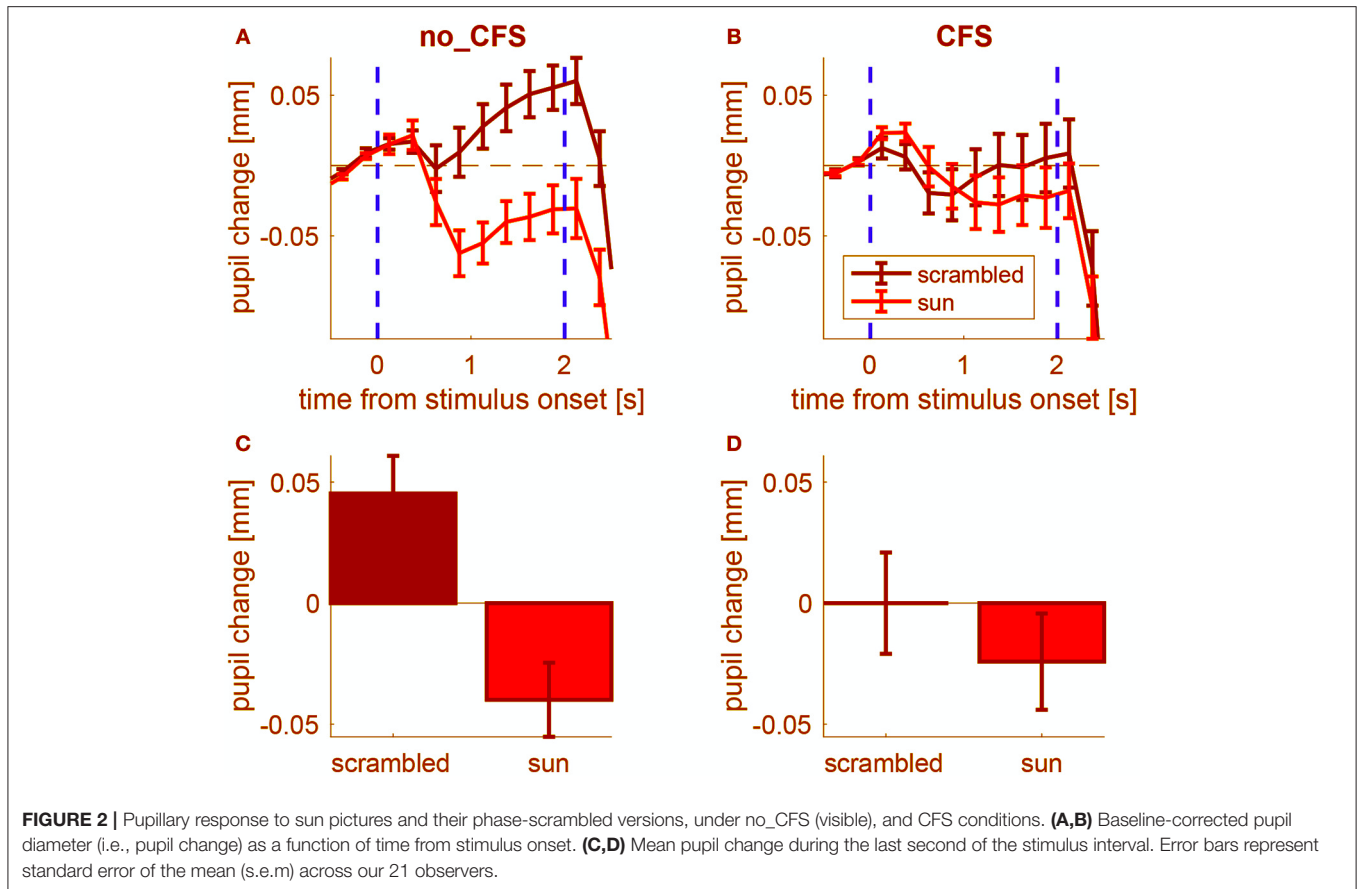 A
no_CFS
B
CFS
pupil change [mm]
0.05
-0.05
0
1
2
time from stimulus onset [s]
pupil change [mm]
0.05
-0.05
scrambled
sun
0
1
2
time from stimulus onset [s]
C
pupil change [mm]
0.05
0
-0.05
scrambled
sun
D
pupil change [mm]
0.05
0
-0.05
scrambled
sun
FIGURE 2 | Pupillary response to sun pictures and their phase-scrambled versions, under no_CFS (visible), and CFS conditions. (A,B) Baseline-corrected pupil
diameter (i.e., pupil change) as a function of time from stimulus onset. (C,D) Mean pupil change during the last second of the stimulus interval. Error bars represent
standard error of the mean (s.e.m) across our 21 observers.